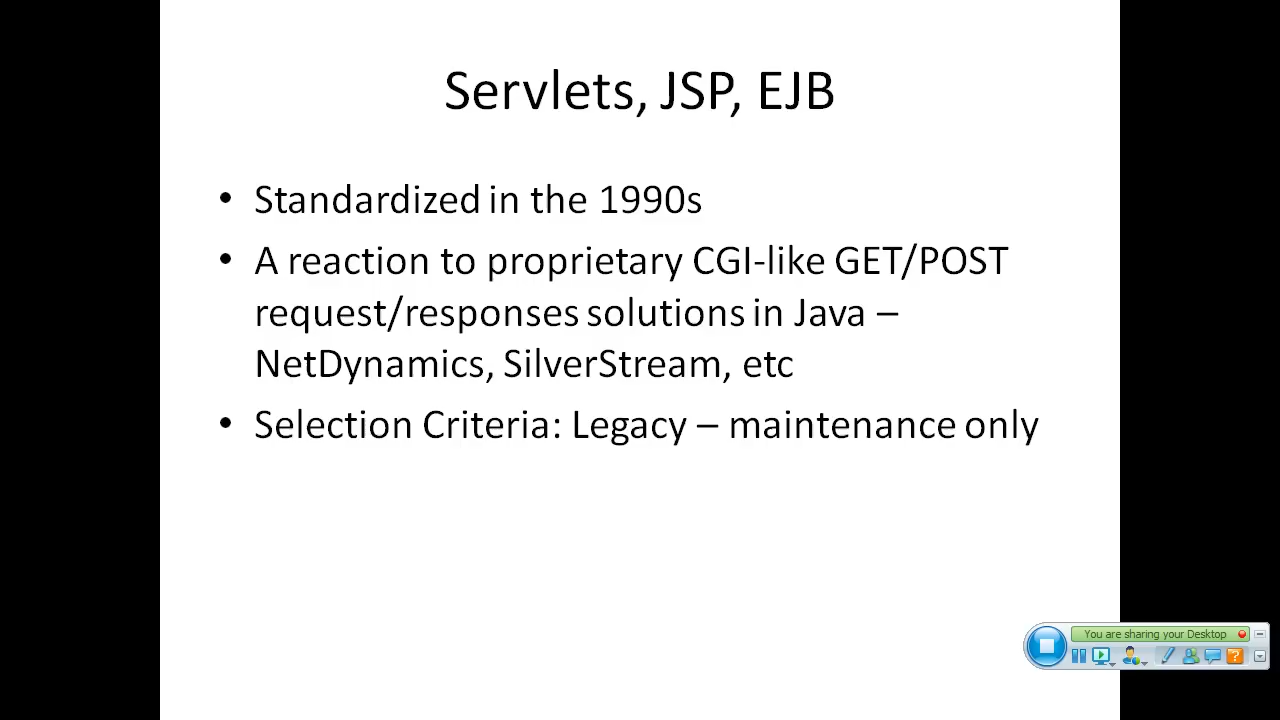 Servlets, JSP, EJB
• Standardized in the 1990s
• A reaction to proprietary CGI-like GET/POST
request/responses solutions in Java –
NetDynamics, SilverStream, etc
• Selection Criteria: Legacy – maintenance only
You are sharing your Desktop
?